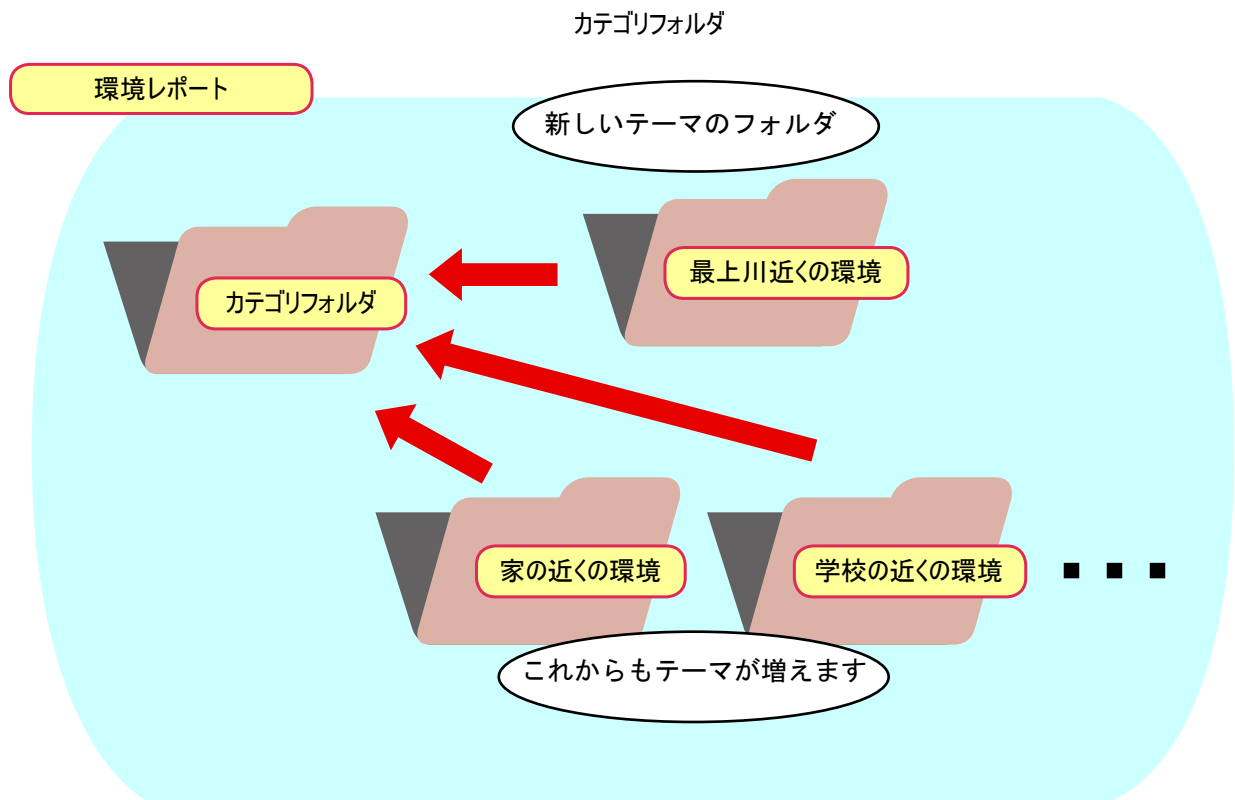 カテゴリフォルダ
環境レポート
新しいテーマのフォルダ
最上川近くの環境
カテゴリフォルダ
家の近くの環境
学校の近くの環境
これからもテーマが増えます